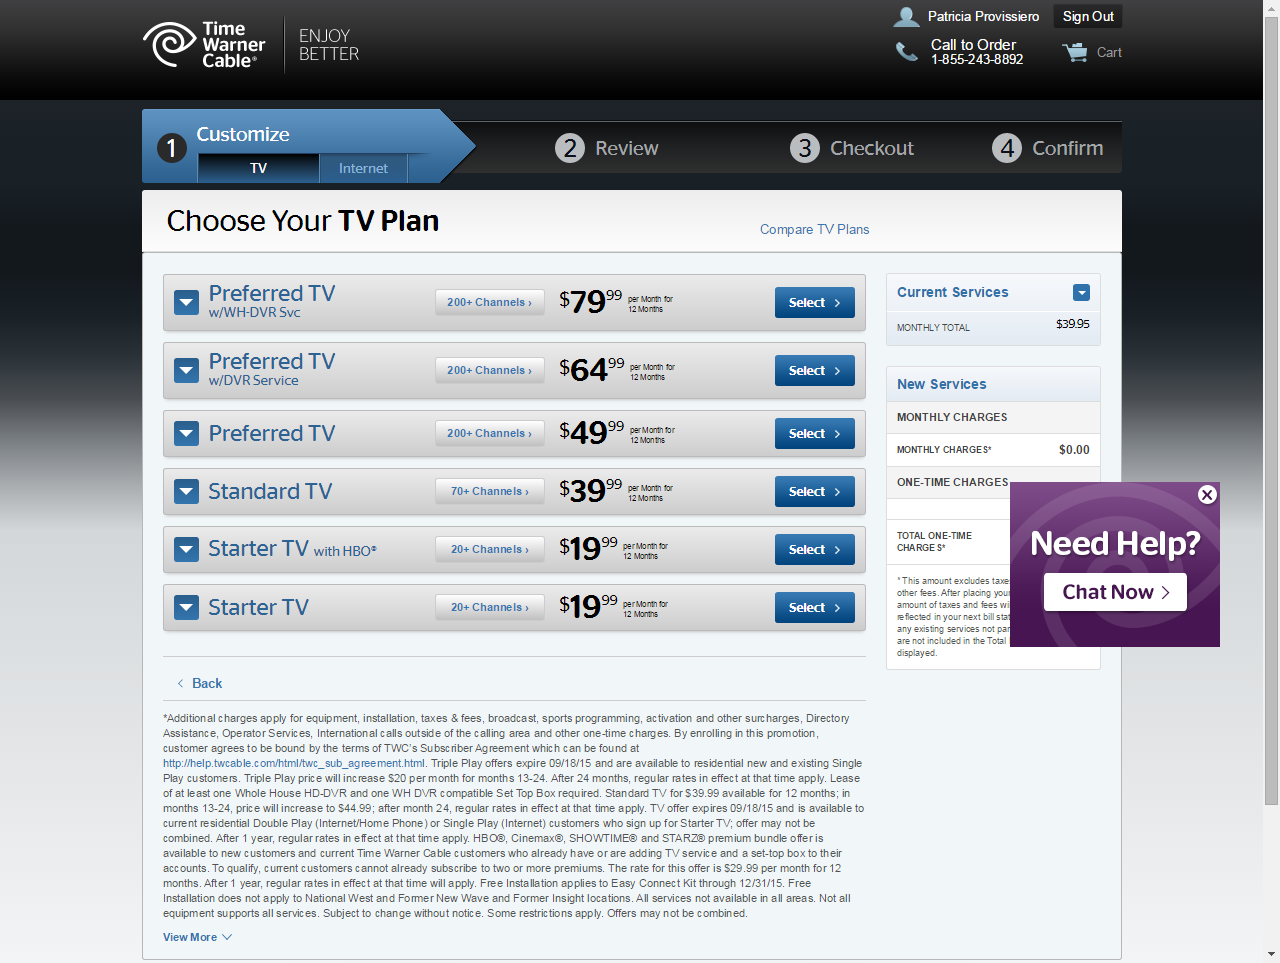 Time
Warner
Cable®
ENJOY
BETTER
Patricia Provissiero
Sign Out
Call to Order
1-855-243-8892
Cart
1
Customize
TV
Internet
2 Review
3 Checkout
4 Confirm
Choose Your TV Plan
Compare TV Plans
Preferred TV
w/WH-DVR Svc
200+ Channels ›
$79.99 per Month for
12 Months
Select
Preferred TV
w/DVR Service
200+ Channels ›
$64.99 per Month for
12 Months
Select
Preferred TV
200+ Channels ›
$49.99 per Month for
12 Months
Select
Standard TV
70+ Channels ›
$39.99 per Month for
12 Months
Select
Starter TV with HBO®
20+ Channels ›
$19.99 per Month for
12 Months
Select
Starter TV
20+ Channels ›
$19.99 per Month for
12 Months
Select
Back
*Additional charges apply for equipment, installation, taxes & fees, broadcast, sports programming, activation and other surcharges, Directory
Assistance, Operator Services, International calls outside of the calling area and other one-time charges. By enrolling in this promotion,
customer agrees to be bound by the terms of TWC's Subscriber Agreement which can be found at
http://help.twcable.com/html/twc_sub_agreement.html. Triple Play offers expire 09/18/15 and are available to residential new and existing Single
Play customers. Triple Play price will increase $20 per month for months 13-24. After 24 months, regular rates in effect at that time apply. Lease
of at least one Whole House HD-DVR and one WH DVR compatible Set Top Box required. Standard TV for $39.99 available for 12 months; in
months 13-24, price will increase to $44.99; after month 24, regular rates in effect at that time apply. TV offer expires 09/18/15 and is available to
current residential Double Play (Internet/Home Phone) or Single Play (Internet) customers who sign up for Starter TV; offer may not be
combined. After 1 year, regular rates in effect at that time apply. HBO®, Cinemax®, SHOWTIME® and STARZ® premium bundle offer is
available to new customers and current Time Warner Cable customers who already have or are adding TV service and a set-top box to their
accounts. To qualify, current customers cannot already subscribe to two or more premiums. The rate for this offer is $29.99 per month for 12
months. After 1 year, regular rates in effect at that time will apply. Free Installation applies to Easy Connect Kit through 12/31/15. Free
Installation does not apply to National West and Former New Wave and Former Insight locations. All services not available in all areas. Not all
equipment supports all services. Subject to change without notice. Some restrictions apply. Offers may not be combined.
View More
Current Services
MONTHLY TOTAL $39.95
New Services
MONTHLY CHARGES
MONTHLY CHARGES* $0.00
ONE-TIME CHARGES
TOTAL ONE-TIME
CHARGES*
* This amount excludes taxes
other fees. After placing your
amount of taxes and fees
reflected in your next bill
any existing services not
are not included in the Total
displayed.
Need Help?
Chat Now